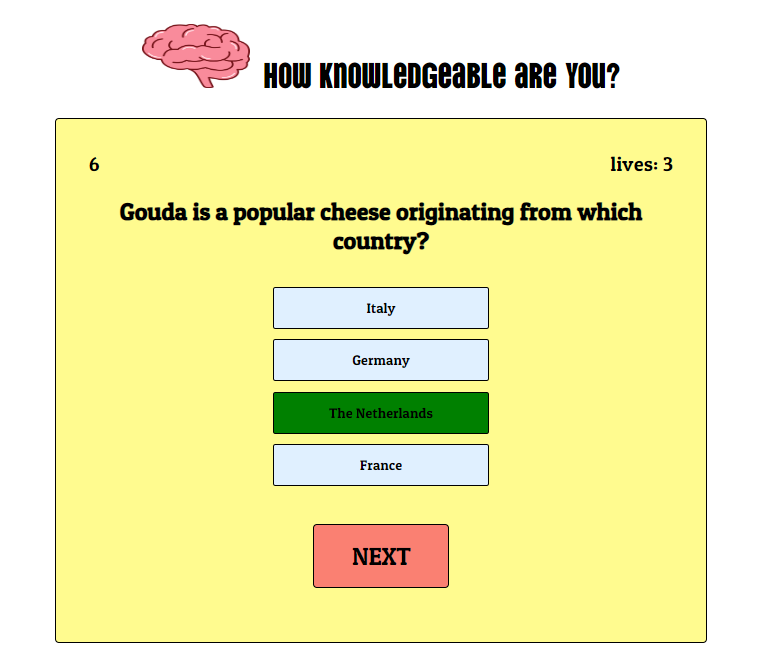 How Knowledgeable are you?
6
lives: 3
Gouda is a popular cheese originating from which
country?
Italy
Germany
The Netherlands
France
NEXT